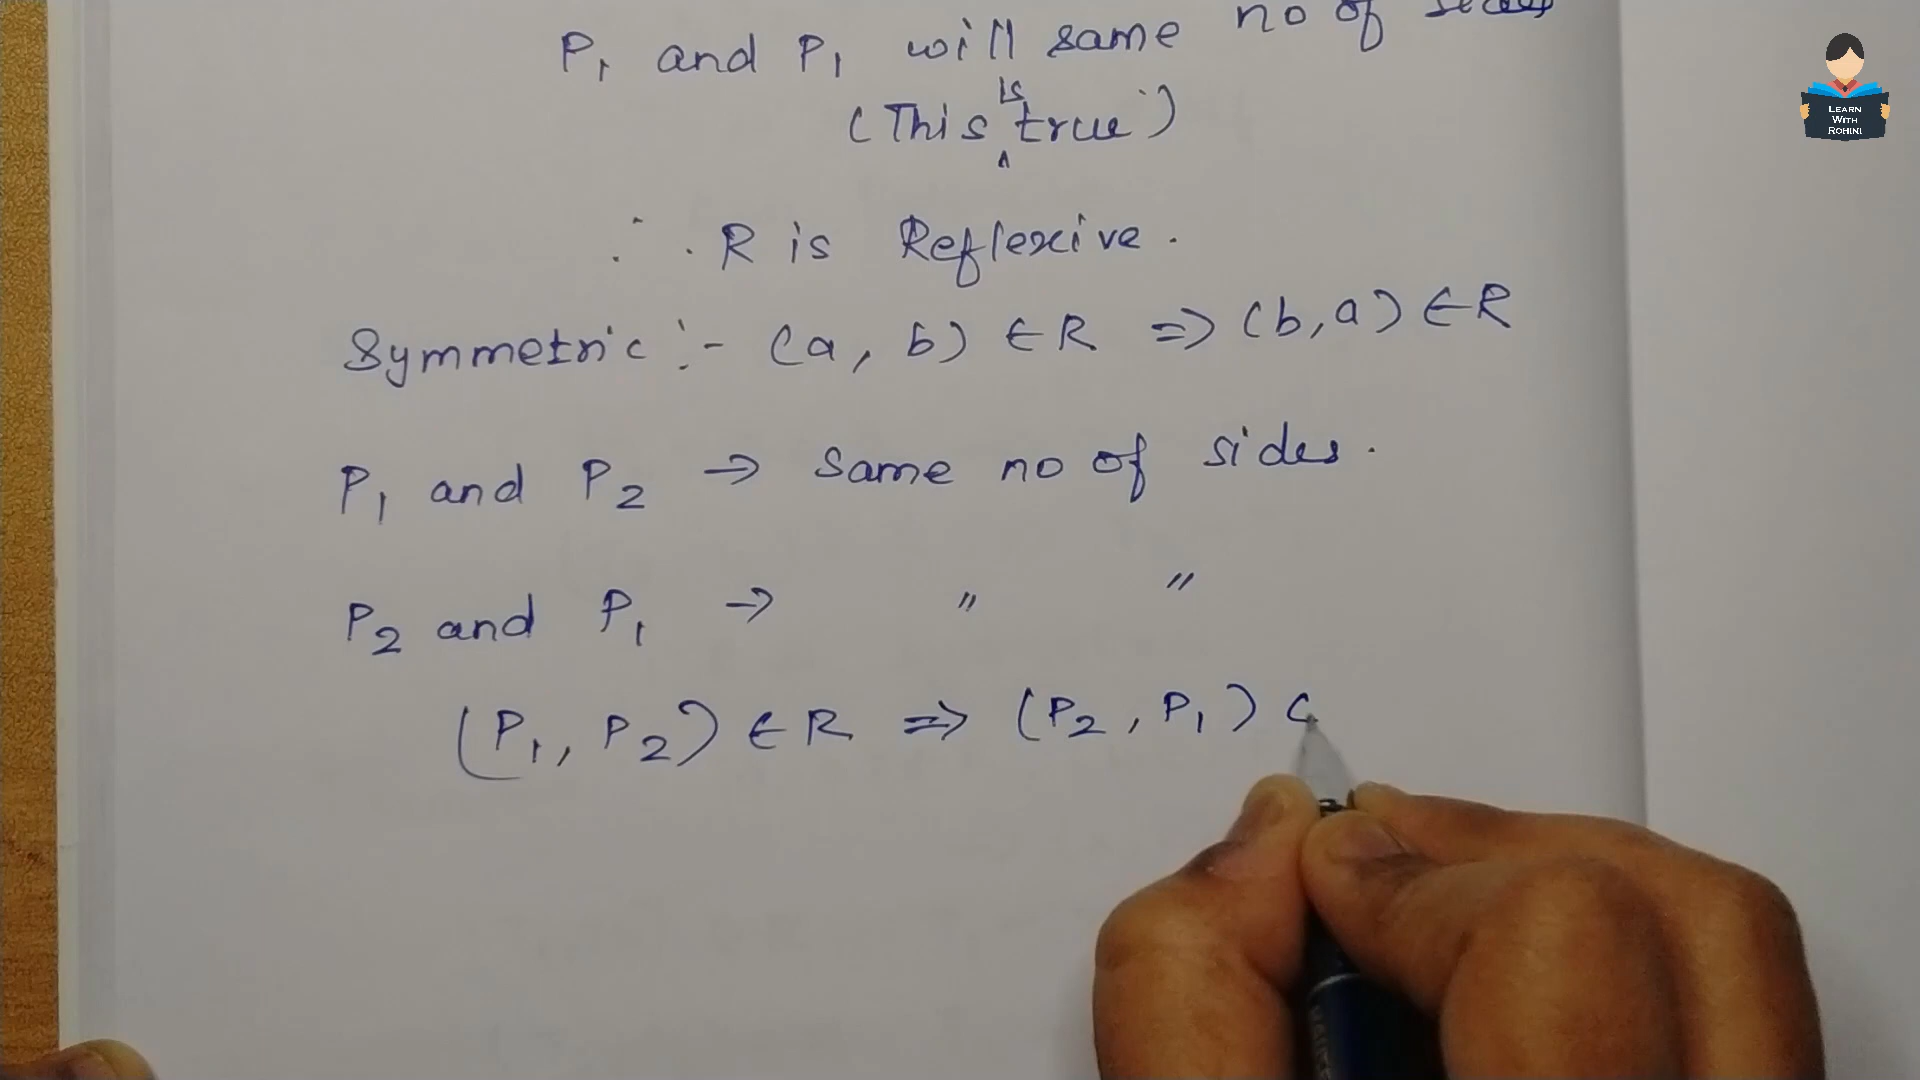 P₁ and P₁ will same no of sides
(This is true)
∴ R is Reflexive.
Symmetric :- (a, b) ∈ R ⇒ (b, a) ∈ R
P₁ and P₂ → same no of sides.
P₂ and P₁ → " "
(P₁, P₂) ∈ R ⇒ (P₂, P₁)
LEARN
WITH
ROHINI